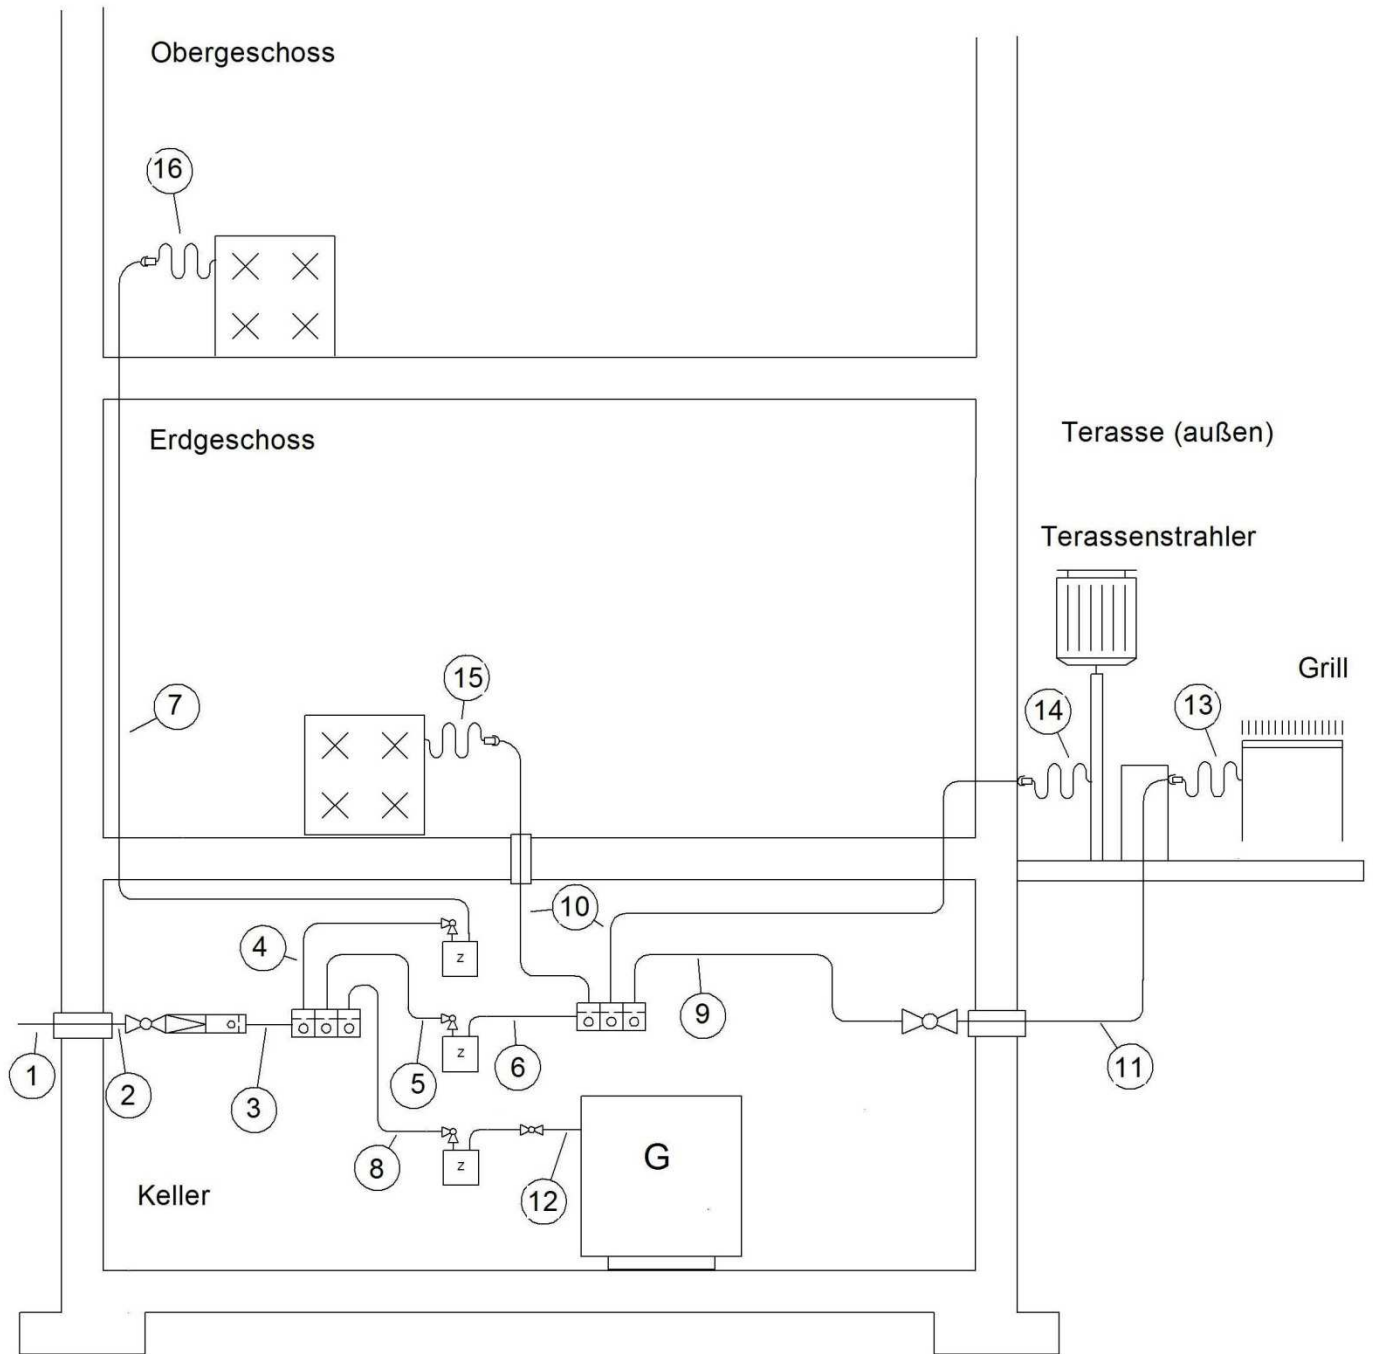 Obergeschoss
16
Erdgeschoss
Terasse (außen)
Terassenstrahler
Grill
15
7
14
13
10
4
z
9
1
2
3
5
z
6
11
8
z
12
G
Keller